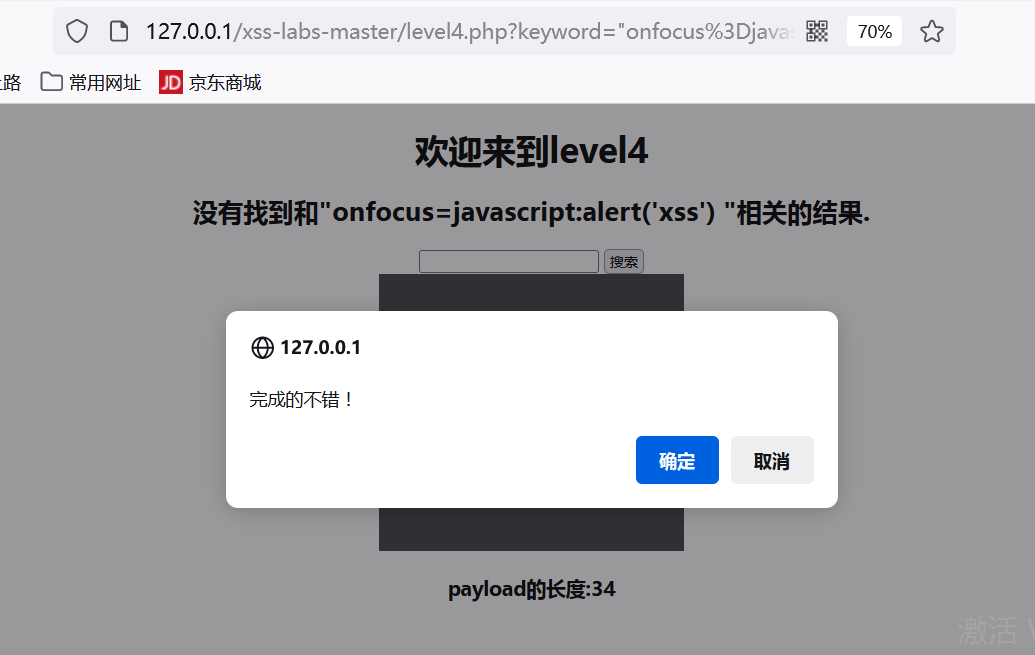 127.0.0.1/xss-labs-master/level4.php?keyword="onfocus%3Djavas
70%
路 常用网址 JD 京东商城
欢迎来到level4
没有找到和"onfocus=javascript:alert('xss') "相关的结果.
搜索
127.0.0.1
完成的不错！
确定 取消
payload的长度:34
激活